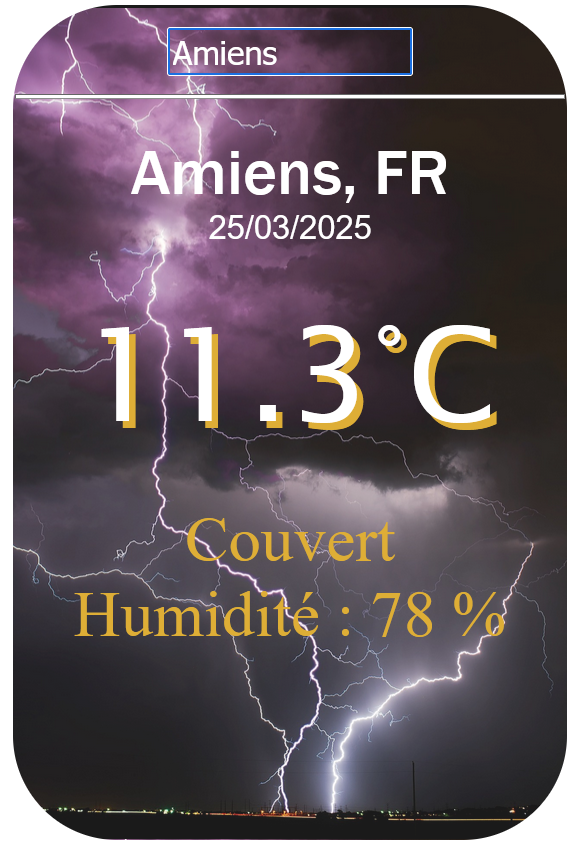 Amiens
Amiens, FR
25/03/2025
11.3°C
Couvert
Humidité : 78 %